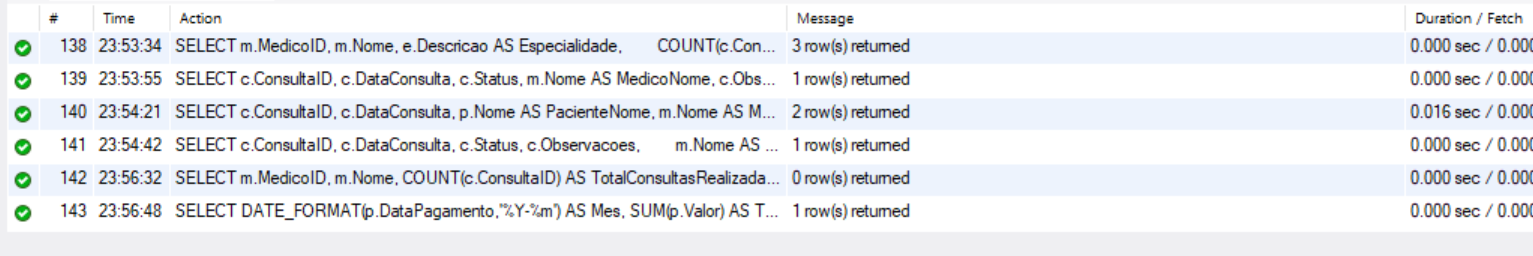 # Time Action Message Duration / Fetch
138 23:53:34 SELECT m.MedicoID, m.Nome, e.Descricao AS Especialidade, COUNT(c.Con... 3 row(s) returned 0.000 sec / 0.000
139 23:53:55 SELECT c.ConsultaID, c.DataConsulta, c.Status, m.Nome AS MedicoNome, c.Obs... 1 row(s) returned 0.000 sec / 0.000
140 23:54:21 SELECT c.ConsultaID, c.DataConsulta, p.Nome AS PacienteNome, m.Nome AS M... 2 row(s) returned 0.016 sec / 0.000
141 23:54:42 SELECT c.ConsultaID, c.DataConsulta, c.Status, c.Observacoes, m.Nome AS ... 1 row(s) returned 0.000 sec / 0.000
142 23:56:32 SELECT m.MedicoID, m.Nome, COUNT(c.ConsultaID) AS TotalConsultasRealizada... 0 row(s) returned 0.000 sec / 0.000
143 23:56:48 SELECT DATE_FORMAT(p.DataPagamento,'%Y-%m') AS Mes, SUM(p.Valor) AS T... 1 row(s) returned 0.000 sec / 0.000